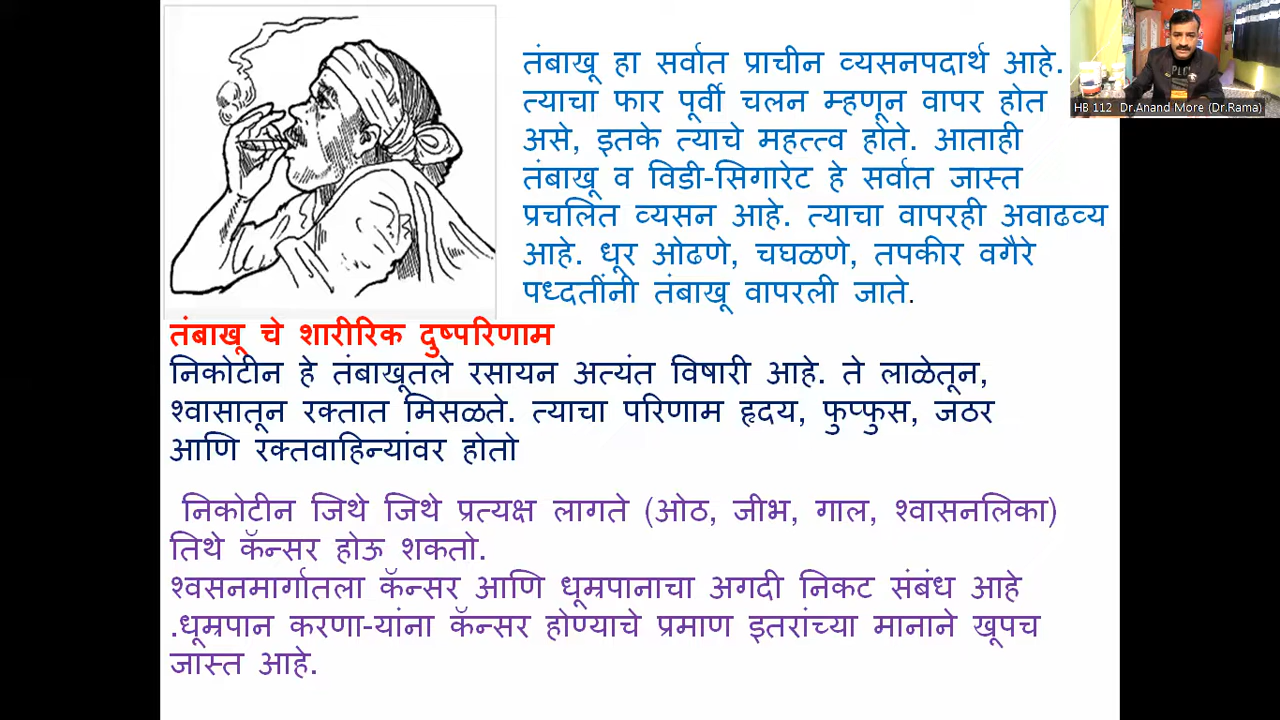 तंबाखू हा सर्वात प्राचीन व्यसनपदार्थ आहे.
त्याचा फार पूर्वी चलन म्हणून वापर होत
असे, इतके त्याचे महत्त्व होते. आताही
तंबाखू व विडी-सिगारेट हे सर्वात जास्त
प्रचलित व्यसन आहे. त्याचा वापरही अवाढव्य
आहे. धूर ओढणे, चघळणे, तपकीर वगैरे
पध्दतींनी तंबाखू वापरली जाते.
HB 112 Dr.Anand More (Dr.Rama)
तंबाखू चे शारीरिक दुष्परिणाम
निकोटीन हे तंबाखूतले रसायन अत्यंत विषारी आहे. ते लाळेतून,
श्वासातून रक्तात मिसळते. त्याचा परिणाम हृदय, फुप्फुस, जठर
आणि रक्तवाहिन्यांवर होतो
निकोटीन जिथे जिथे प्रत्यक्ष लागते (ओठ, जीभ, गाल, श्वासनलिका)
तिथे कॅन्सर होऊ शकतो.
श्वसनमार्गातला कॅन्सर आणि धूम्रपानाचा अगदी निकट संबंध आहे
.धूम्रपान करणा-यांना कॅन्सर होण्याचे प्रमाण इतरांच्या मानाने खूपच
जास्त आहे.